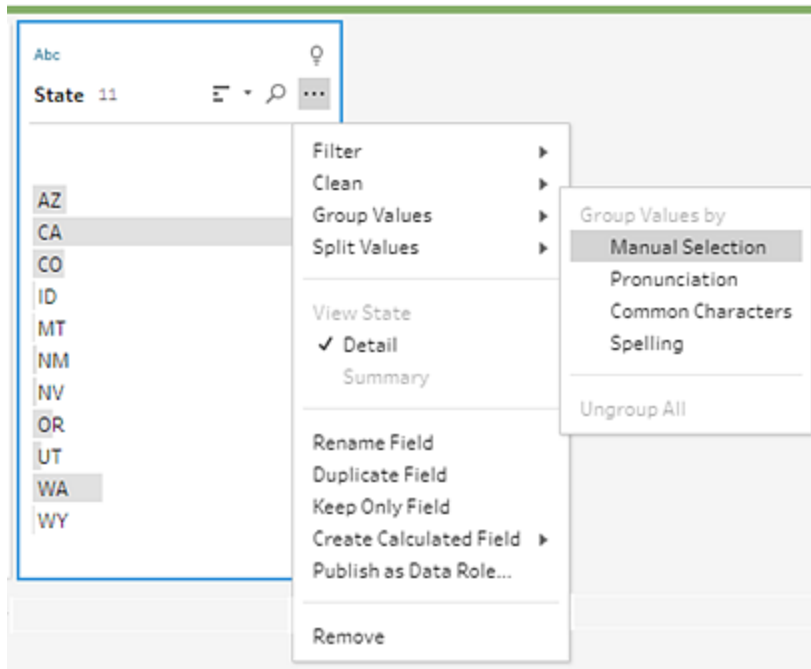 Abc
State 11
AZ
CA
CO
ID
MT
NM
NV
OR
UT
WA
WY
Filter
Clean
Group Values
Split Values
View State
✓ Detail
Summary
Rename Field
Duplicate Field
Keep Only Field
Create Calculated Field
Publish as Data Role...
Remove
Group Values by
Manual Selection
Pronunciation
Common Characters
Spelling
Ungroup All